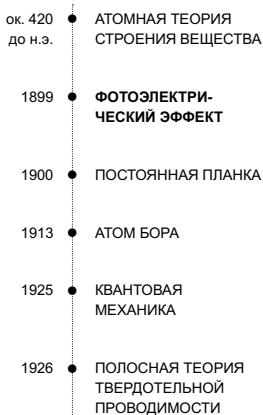 ок. 420 АТОМНАЯ ТЕОРИЯ
до н.э. СТРОЕНИЯ ВЕЩЕСТВА
1899 ФОТОЭЛЕКТРИ-
ЧЕСКИЙ ЭФФЕКТ
1900 ПОСТОЯННАЯ ПЛАНКА
1913 АТОМ БОРА
1925 КВАНТОВАЯ
МЕХАНИКА
1926 ПОЛОСНАЯ ТЕОРИЯ
ТВЕРДОТЕЛЬНОЙ
ПРОВОДИМОСТИ